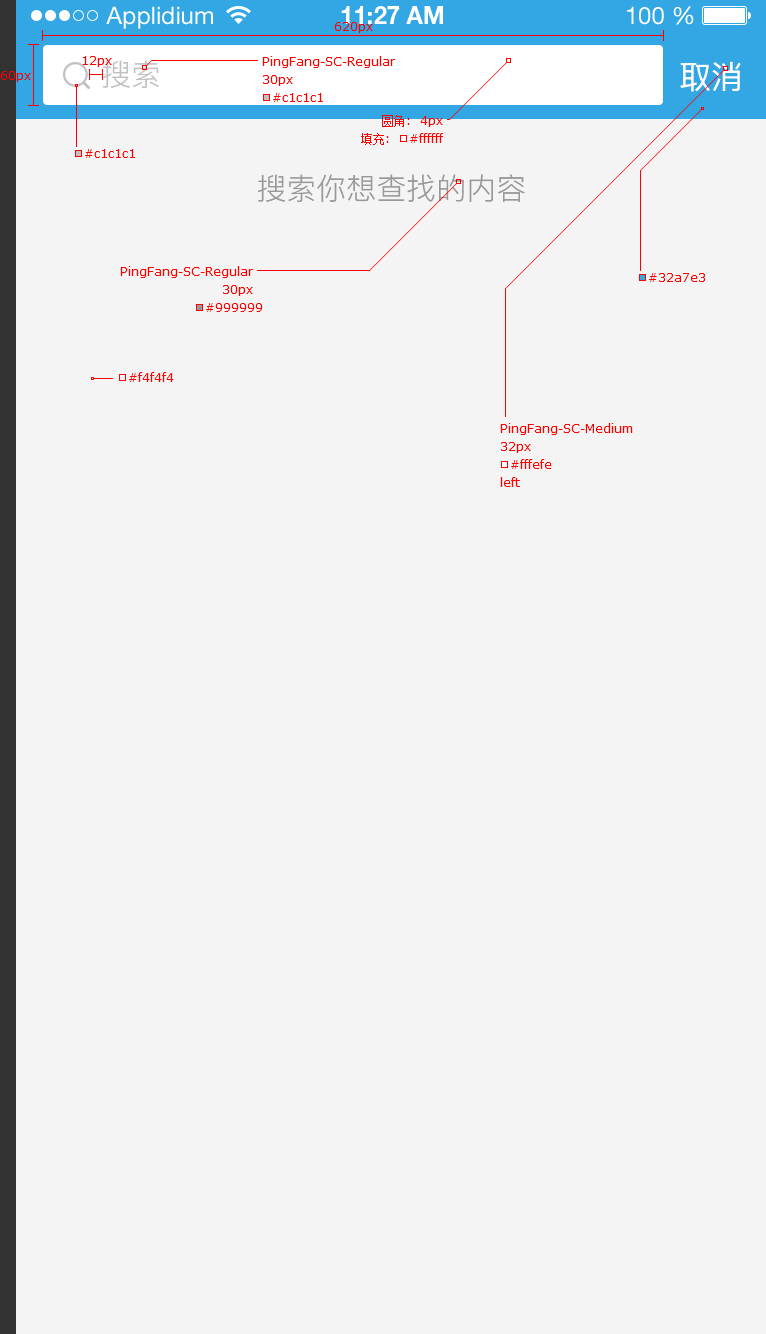 Applidium
11:27 AM
100 %
620px
60px
12px
搜索
PingFang-SC-Regular
30px
#c1c1c1
取消
圆角: 4px
填充: #ffffff
#c1c1c1
搜索你想查找的内容
PingFang-SC-Regular
30px
#999999
#32a7e3
#f4f4f4
PingFang-SC-Medium
32px
#fffefe
left